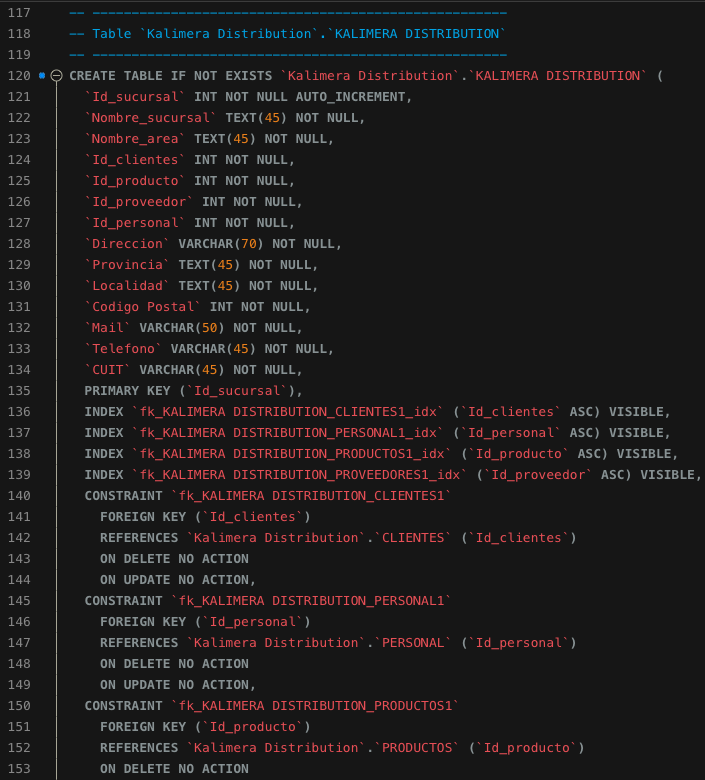 117 -- -----------------------------------------------------
118 -- Table `Kalimera Distribution`.`KALIMERA DISTRIBUTION`
119 -- -----------------------------------------------------
120 CREATE TABLE IF NOT EXISTS `Kalimera Distribution`.`KALIMERA DISTRIBUTION` (
121 `Id_sucursal` INT NOT NULL AUTO_INCREMENT,
122 `Nombre_sucursal` TEXT(45) NOT NULL,
123 `Nombre_area` TEXT(45) NOT NULL,
124 `Id_clientes` INT NOT NULL,
125 `Id_producto` INT NOT NULL,
126 `Id_proveedor` INT NOT NULL,
127 `Id_personal` INT NOT NULL,
128 `Direccion` VARCHAR(70) NOT NULL,
129 `Provincia` TEXT(45) NOT NULL,
130 `Localidad` TEXT(45) NOT NULL,
131 `Codigo Postal` INT NOT NULL,
132 `Mail` VARCHAR(50) NOT NULL,
133 `Telefono` VARCHAR(45) NOT NULL,
134 `CUIT` VARCHAR(45) NOT NULL,
135 PRIMARY KEY (`Id_sucursal`),
136 INDEX `fk_KALIMERA DISTRIBUTION_CLIENTES1_idx` (`Id_clientes` ASC) VISIBLE,
137 INDEX `fk_KALIMERA DISTRIBUTION_PERSONAL1_idx` (`Id_personal` ASC) VISIBLE,
138 INDEX `fk_KALIMERA DISTRIBUTION_PRODUCTOS1_idx` (`Id_producto` ASC) VISIBLE,
139 INDEX `fk_KALIMERA DISTRIBUTION_PROVEEDORES1_idx` (`Id_proveedor` ASC) VISIBLE,
140 CONSTRAINT `fk_KALIMERA DISTRIBUTION_CLIENTES1`
141 FOREIGN KEY (`Id_clientes`)
142 REFERENCES `Kalimera Distribution`.`CLIENTES` (`Id_clientes`)
143 ON DELETE NO ACTION
144 ON UPDATE NO ACTION,
145 CONSTRAINT `fk_KALIMERA DISTRIBUTION_PERSONAL1`
146 FOREIGN KEY (`Id_personal`)
147 REFERENCES `Kalimera Distribution`.`PERSONAL` (`Id_personal`)
148 ON DELETE NO ACTION
149 ON UPDATE NO ACTION,
150 CONSTRAINT `fk_KALIMERA DISTRIBUTION_PRODUCTOS1`
151 FOREIGN KEY (`Id_producto`)
152 REFERENCES `Kalimera Distribution`.`PRODUCTOS` (`Id_producto`)
153 ON DELETE NO ACTION